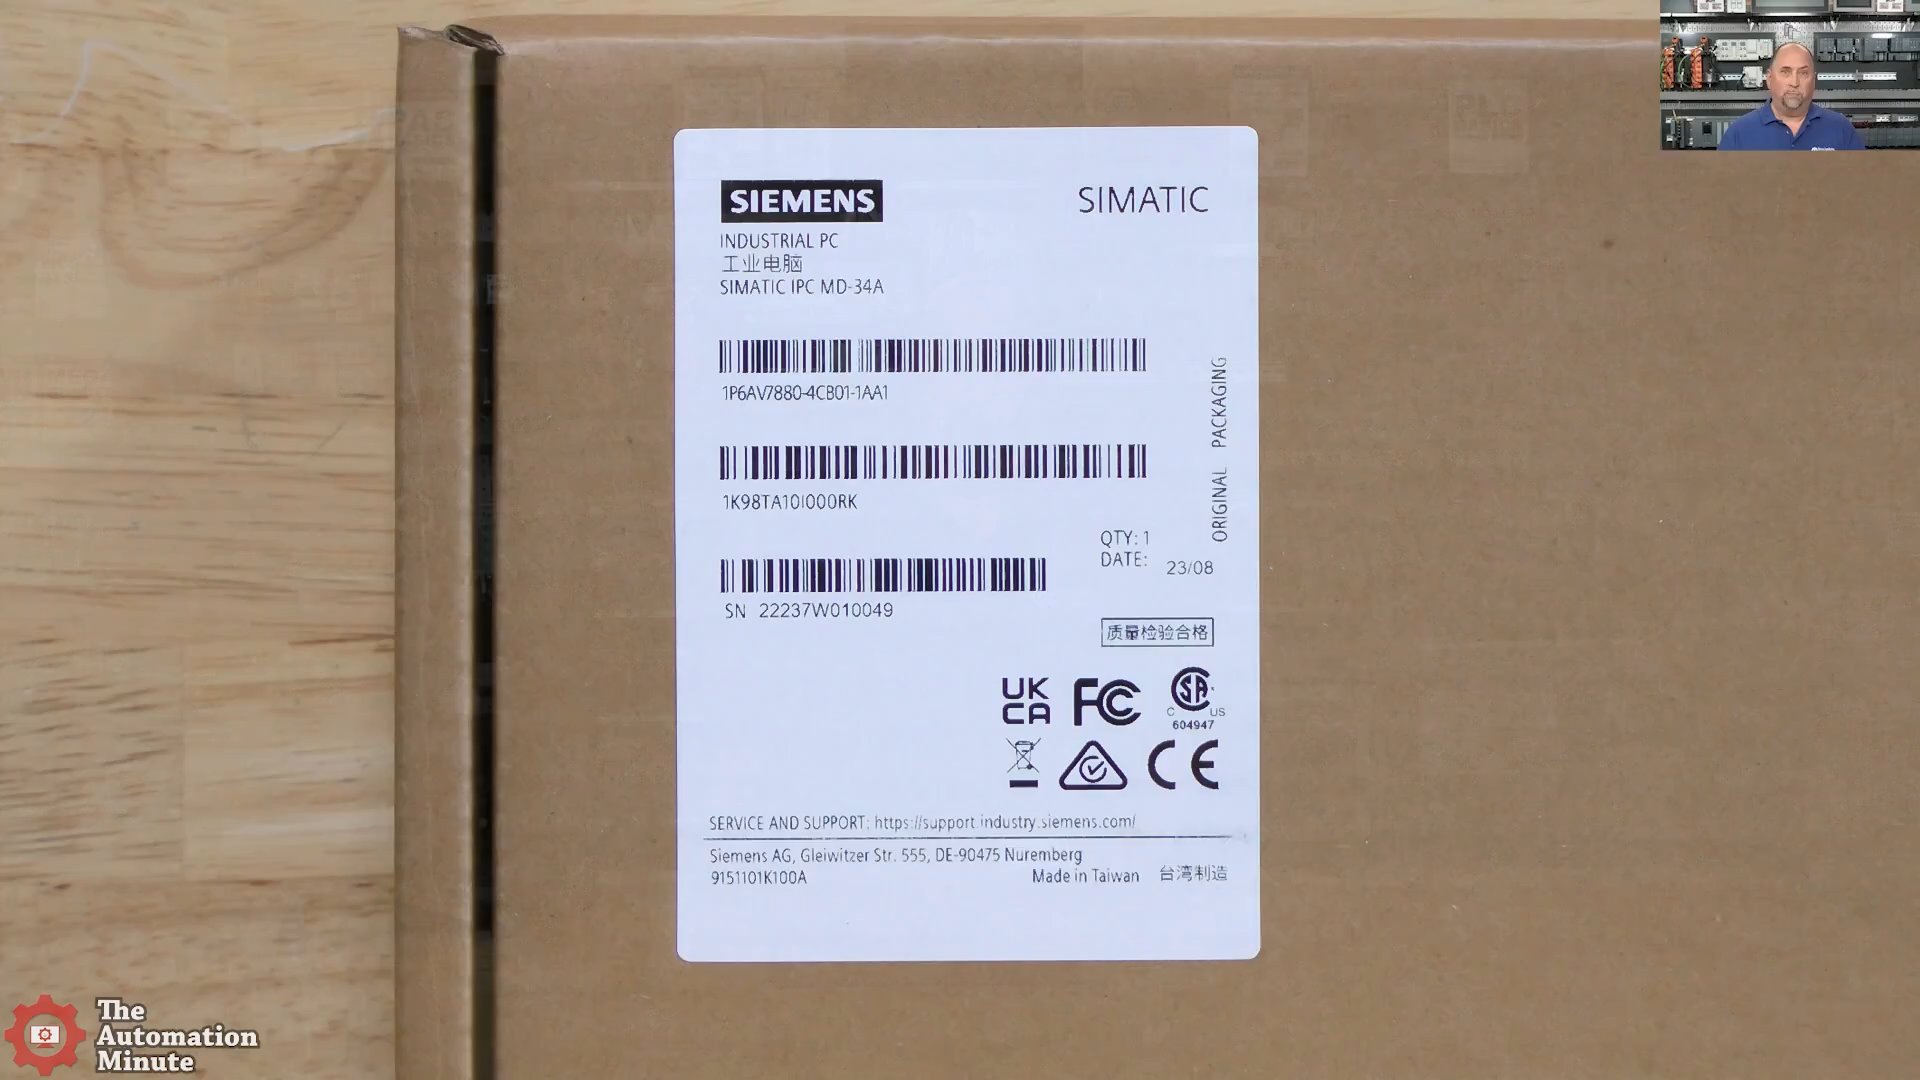 SIEMENS
SIMATIC
INDUSTRIAL PC
工业电脑
SIMATIC IPC MD-34A
1P6AV7880-4CB01-1AA1
1K98TA10I000RK
ORIGINAL PACKAGING
QTY: 1
DATE: 23/08
SN 22237W010049
质量检验合格
UK
CA
FC
SA
C US
604947
CE
SERVICE AND SUPPORT: https://support.industry.siemens.com/
Siemens AG, Gleiwitzer Str. 555, DE-90475 Nuremberg
9151101K100A
Made in Taiwan 台湾制造
The
Automation
Minute